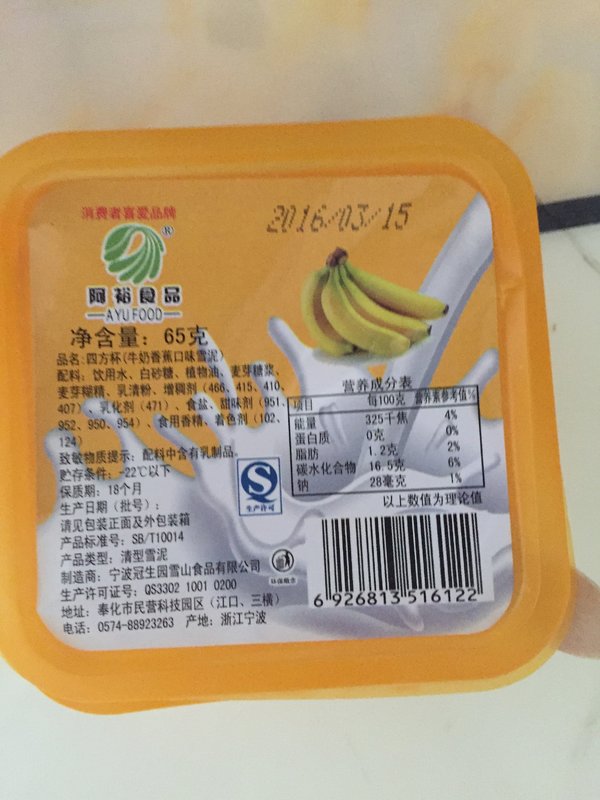 消费者喜爱品牌
2016/03/15
®
阿裕食品
AYU FOOD
净含量：65克
品名：四方杯(牛奶香蕉口味雪泥)
配料：饮用水、白砂糖、植物油、麦芽糖浆、
麦芽糊精、乳清粉、增稠剂（466、415、410、
407）、乳化剂（471）、食盐、甜味剂（951、
952、950、954）、食用香精、着色剂（102、
124）
致敏物质提示：配料中含有乳制品。
贮存条件：-22℃以下
保质期：18个月
生产日期（批号）：
请见包装正面及外包装箱
产品标准号：SB/T10014
产品类型：清型雪泥
制造商：宁波冠生园雪山食品有限公司
生产许可证号：QS3302 1001 0200
地址：奉化市民营科技园区（江口、三横）
电话：0574-88923263 产地：浙江宁波
营养成分表
项目 每100克 营养素参考值%
能量 325千焦 4%
蛋白质 0克 0%
脂肪 1.2克 2%
碳水化合物 16.5克 6%
钠 28毫克 1%
以上数值为理论值
生产许可
6 926813 516122